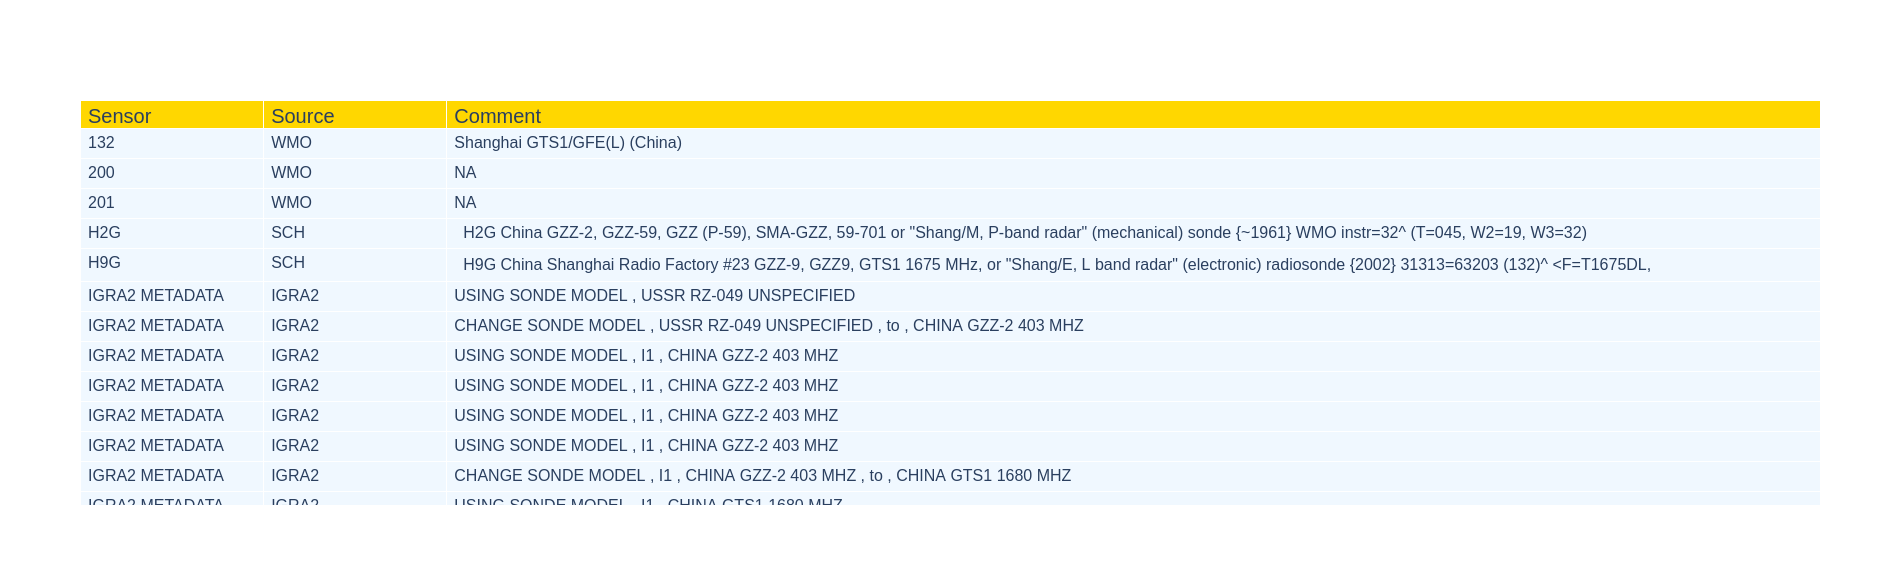 Sensor Source Comment
132 WMO Shanghai GTS1/GFE(L) (China)
200 WMO NA
201 WMO NA
H2G SCH H2G China GZZ-2, GZZ-59, GZZ (P-59), SMA-GZZ, 59-701 or "Shang/M, P-band radar" (mechanical) sonde {~1961} WMO instr=32^ (T=045, W2=19, W3=32)
H9G SCH H9G China Shanghai Radio Factory #23 GZZ-9, GZZ9, GTS1 1675 MHz, or "Shang/E, L band radar" (electronic) radiosonde {2002} 31313=63203 (132)^ <F=T1675DL,
IGRA2 METADATA IGRA2 USING SONDE MODEL , USSR RZ-049 UNSPECIFIED
IGRA2 METADATA IGRA2 CHANGE SONDE MODEL , USSR RZ-049 UNSPECIFIED , to , CHINA GZZ-2 403 MHZ
IGRA2 METADATA IGRA2 USING SONDE MODEL , I1 , CHINA GZZ-2 403 MHZ
IGRA2 METADATA IGRA2 USING SONDE MODEL , I1 , CHINA GZZ-2 403 MHZ
IGRA2 METADATA IGRA2 USING SONDE MODEL , I1 , CHINA GZZ-2 403 MHZ
IGRA2 METADATA IGRA2 USING SONDE MODEL , I1 , CHINA GZZ-2 403 MHZ
IGRA2 METADATA IGRA2 CHANGE SONDE MODEL , I1 , CHINA GZZ-2 403 MHZ , to , CHINA GTS1 1680 MHZ
IGRA2 METADATA IGRA2 USING SONDE MODEL , I1 , CHINA GTS1 1680 MHZ